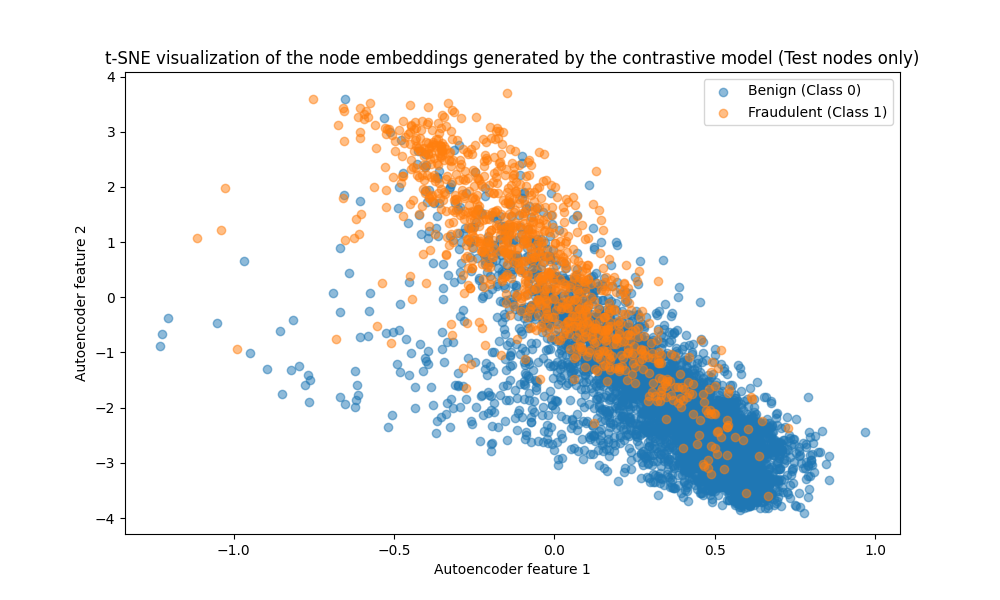 t-SNE visualization of the node embeddings generated by the contrastive model (Test nodes only)
Benign (Class 0)
Fraudulent (Class 1)
4
3
2
1
0
−1
−2
−3
−4
Autoencoder feature 2
−1.0
−0.5
0.0
0.5
1.0
Autoencoder feature 1